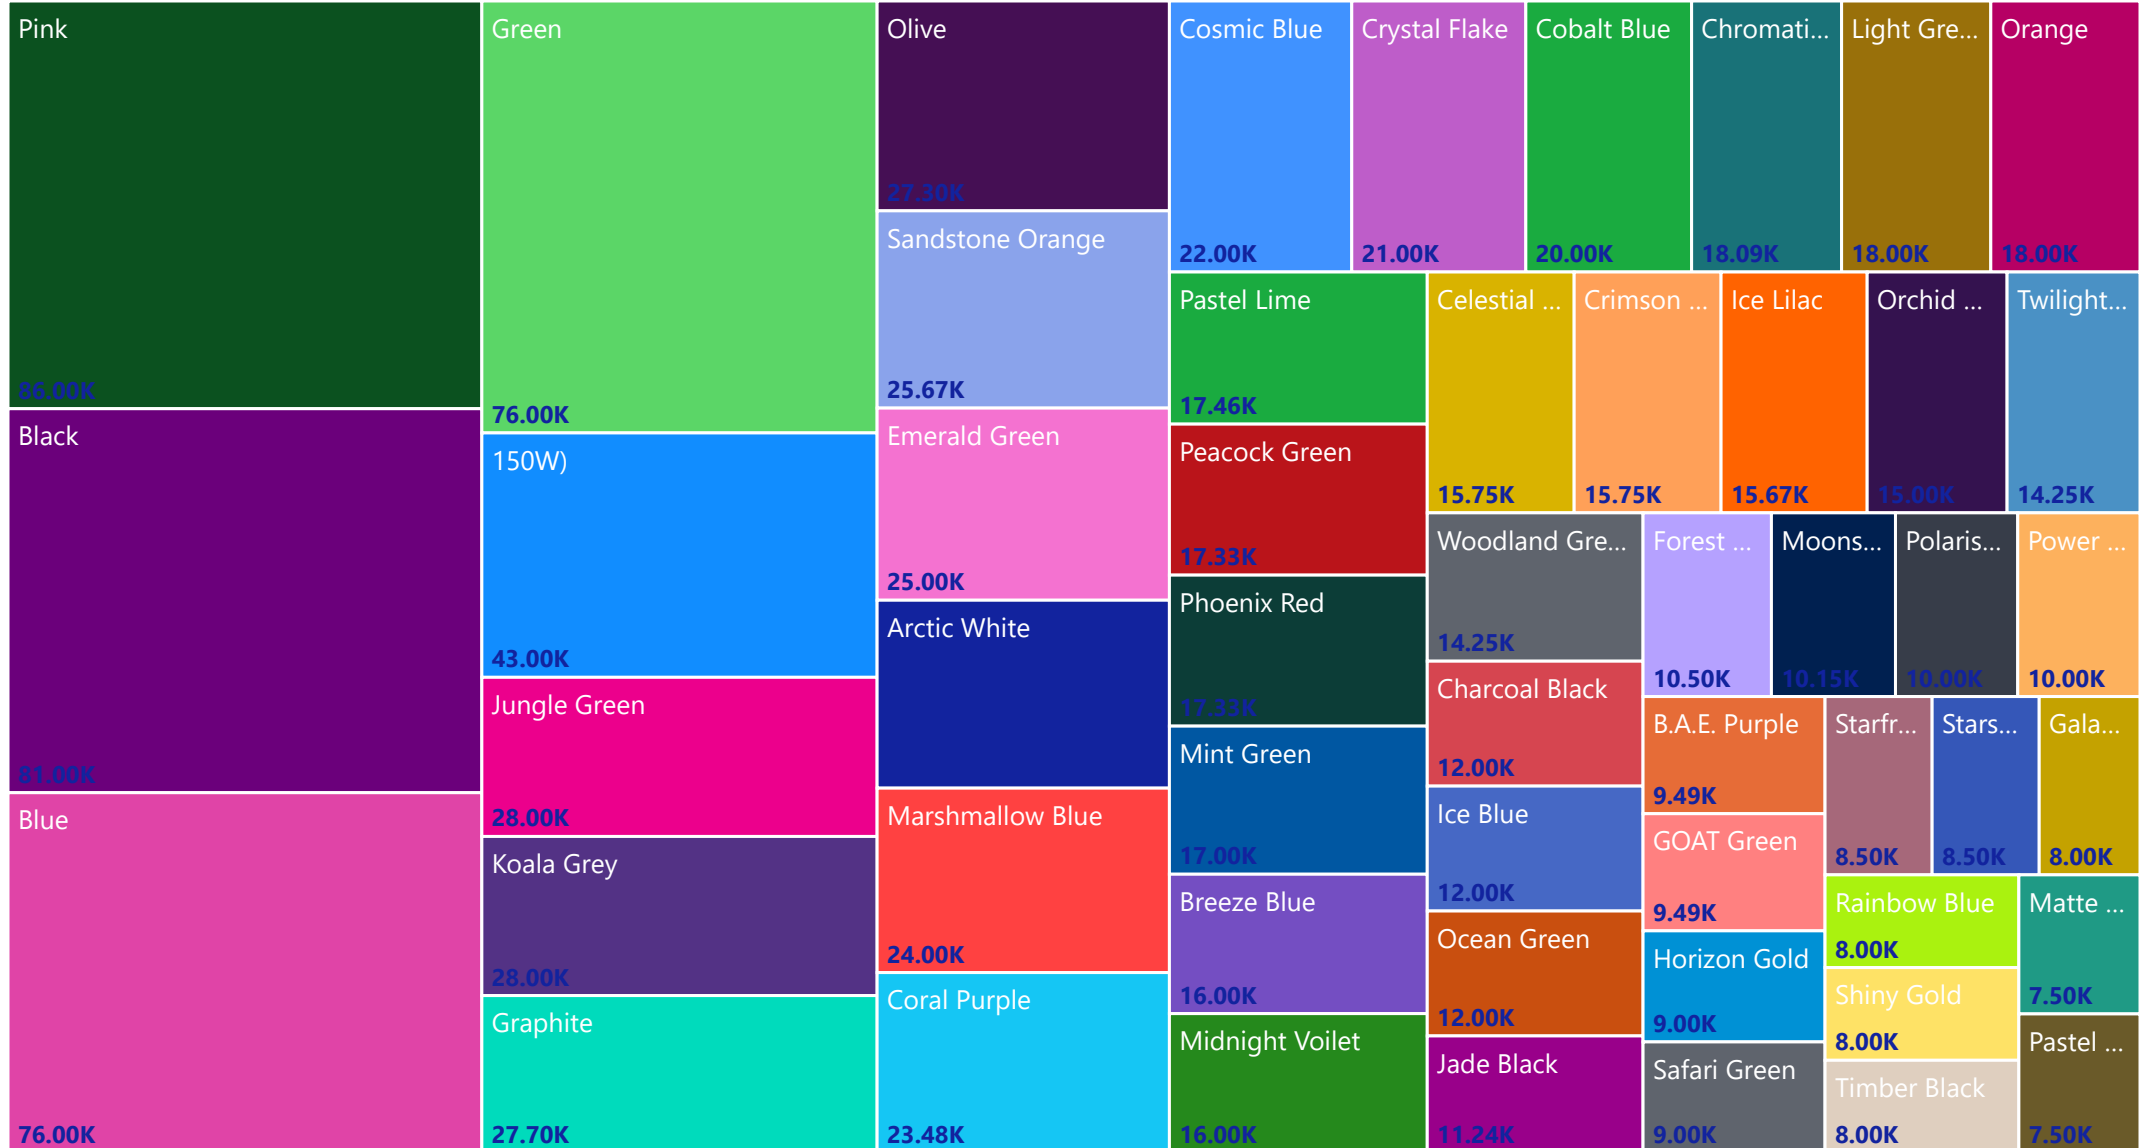 Pink
86.00K
Black
81.00K
Blue
76.00K
Green
76.00K
150W)
43.00K
Jungle Green
28.00K
Koala Grey
28.00K
Graphite
27.70K
Olive
27.30K
Sandstone Orange
25.67K
Emerald Green
25.00K
Arctic White
Marshmallow Blue
24.00K
Coral Purple
23.48K
Cosmic Blue
22.00K
Crystal Flake
21.00K
Cobalt Blue
20.00K
Chromati...
18.09K
Light Gre...
18.00K
Orange
18.00K
Pastel Lime
17.46K
Peacock Green
17.33K
Phoenix Red
17.33K
Mint Green
17.00K
Breeze Blue
16.00K
Midnight Voilet
16.00K
Celestial ...
15.75K
Crimson ...
15.75K
Ice Lilac
15.67K
Orchid ...
15.00K
Twilight...
14.25K
Woodland Gre...
14.25K
Charcoal Black
12.00K
Ice Blue
12.00K
Ocean Green
12.00K
Jade Black
11.24K
Forest ...
10.50K
Moons...
10.15K
Polaris...
10.00K
Power ...
10.00K
B.A.E. Purple
9.49K
GOAT Green
9.49K
Horizon Gold
9.00K
Safari Green
9.00K
Starfr...
8.50K
Stars...
8.50K
Gala...
8.00K
Rainbow Blue
8.00K
Shiny Gold
8.00K
Timber Black
8.00K
Matte ...
7.50K
Pastel ...
7.50K